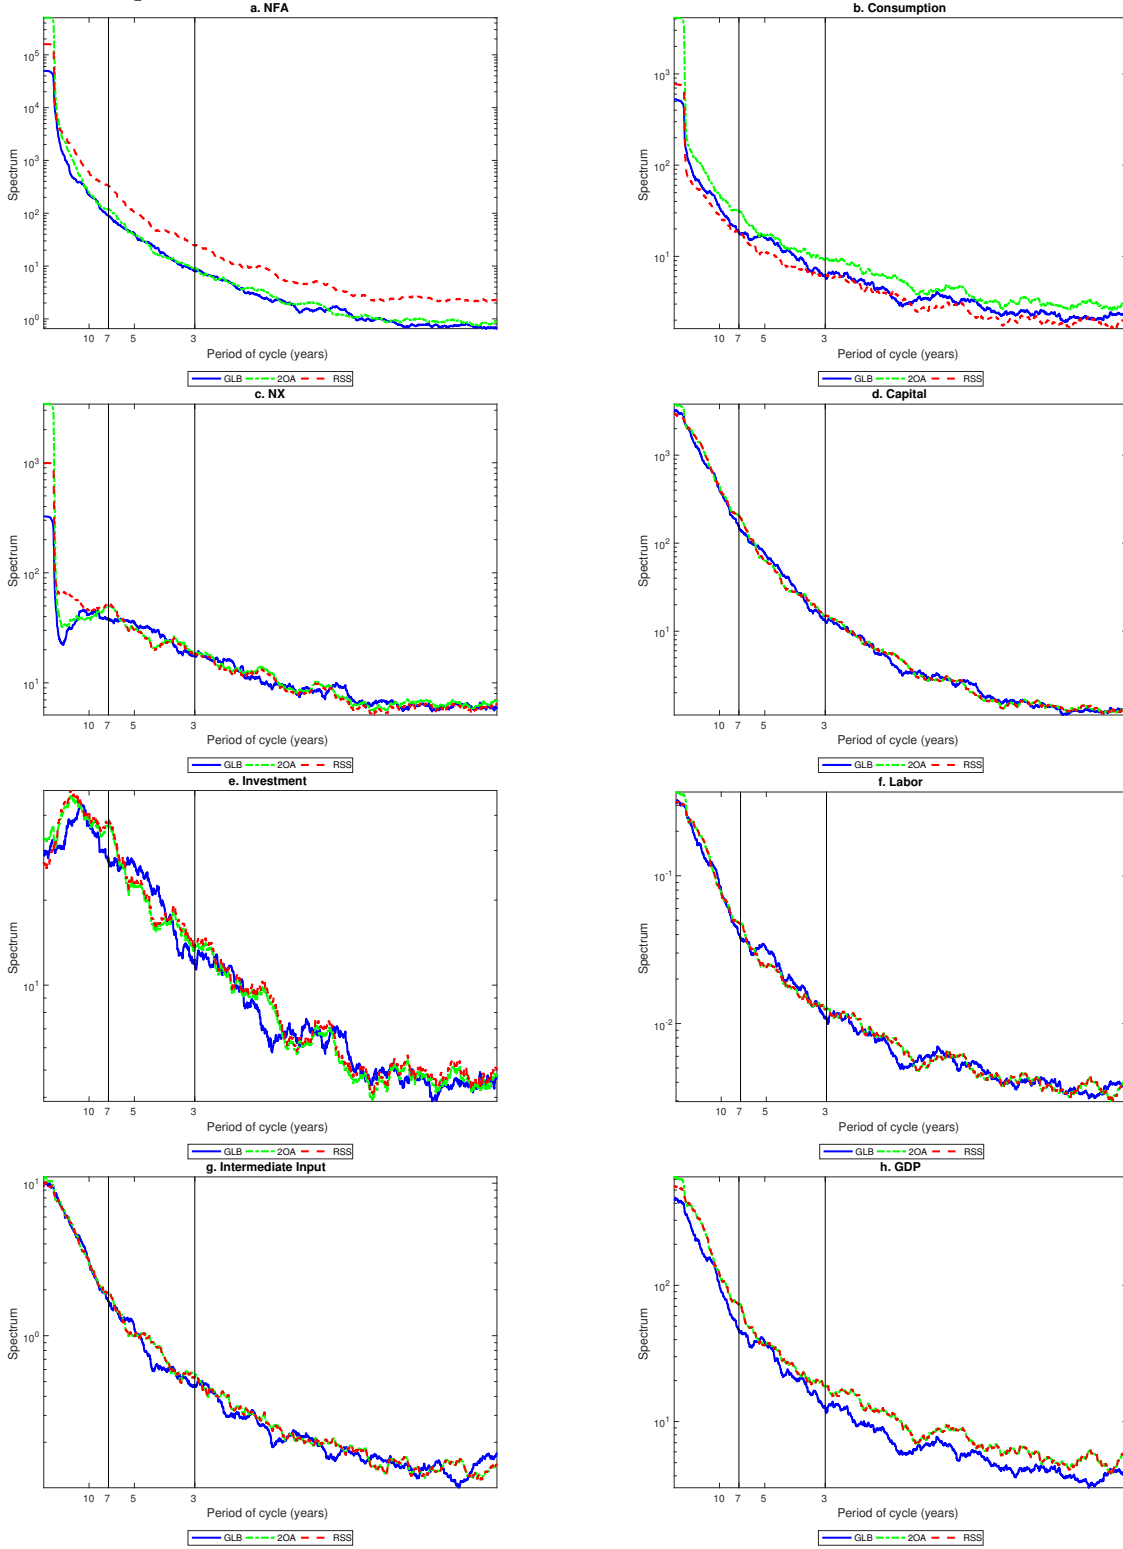 a. NFA
Spectrum
10^5
10^4
10^3
10^2
10^1
10^0
10 7 5 3
Period of cycle (years)
GLB 2OA RSS
b. Consumption
Spectrum
10^3
10^2
10^1
10 7 5 3
Period of cycle (years)
GLB 2OA RSS
c. NX
Spectrum
10^3
10^2
10^1
10 7 5 3
Period of cycle (years)
GLB 2OA RSS
d. Capital
Spectrum
10^3
10^2
10^1
10 7 5 3
Period of cycle (years)
GLB 2OA RSS
e. Investment
Spectrum
10^1
10 7 5 3
Period of cycle (years)
GLB 2OA RSS
f. Labor
Spectrum
10^-1
10^-2
10 7 5 3
Period of cycle (years)
GLB 2OA RSS
g. Intermediate Input
Spectrum
10^1
10^0
10 7 5 3
Period of cycle (years)
GLB 2OA RSS
h. GDP
Spectrum
10^2
10^1
10 7 5 3
Period of cycle (years)
GLB 2OA RSS